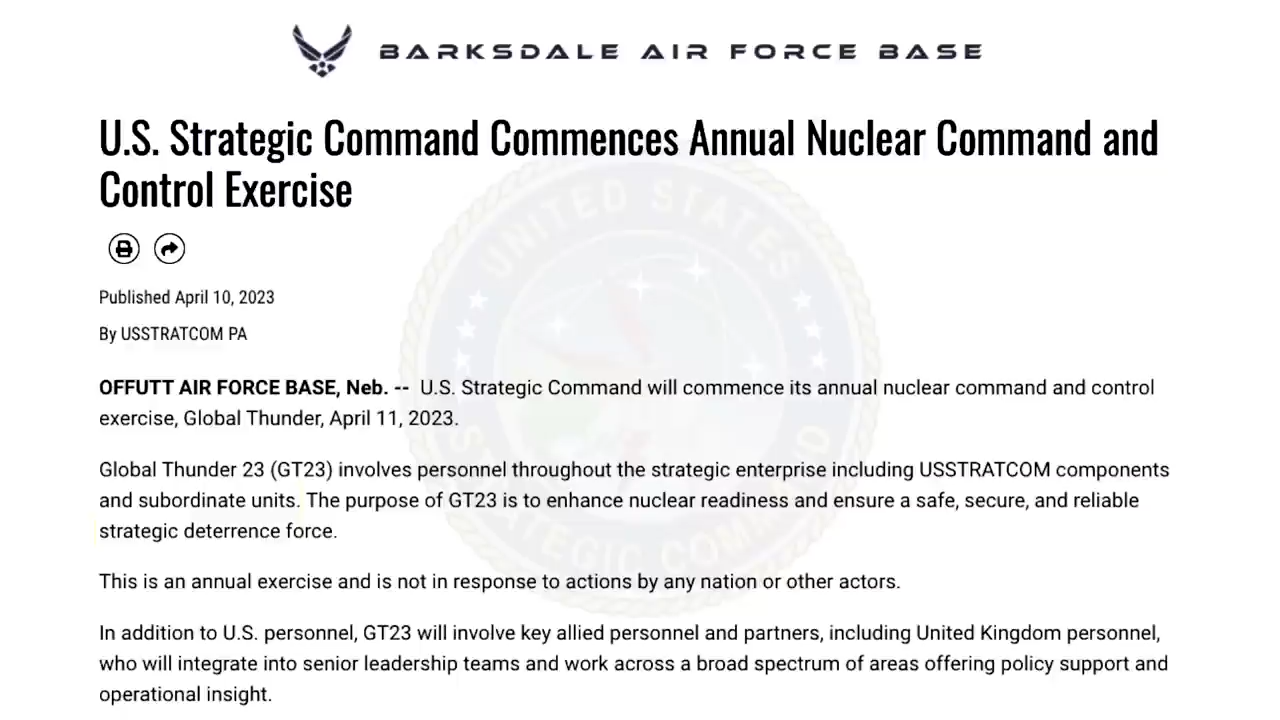 BARKSDALE AIR FORCE BASE
U.S. Strategic Command Commences Annual Nuclear Command and
Control Exercise
Published April 10, 2023
By USSTRATCOM PA
OFFUTT AIR FORCE BASE, Neb. -- U.S. Strategic Command will commence its annual nuclear command and control
exercise, Global Thunder, April 11, 2023.
Global Thunder 23 (GT23) involves personnel throughout the strategic enterprise including USSTRATCOM components
and subordinate units. The purpose of GT23 is to enhance nuclear readiness and ensure a safe, secure, and reliable
strategic deterrence force.
This is an annual exercise and is not in response to actions by any nation or other actors.
In addition to U.S. personnel, GT23 will involve key allied personnel and partners, including United Kingdom personnel,
who will integrate into senior leadership teams and work across a broad spectrum of areas offering policy support and
operational insight.
UNITED STATES